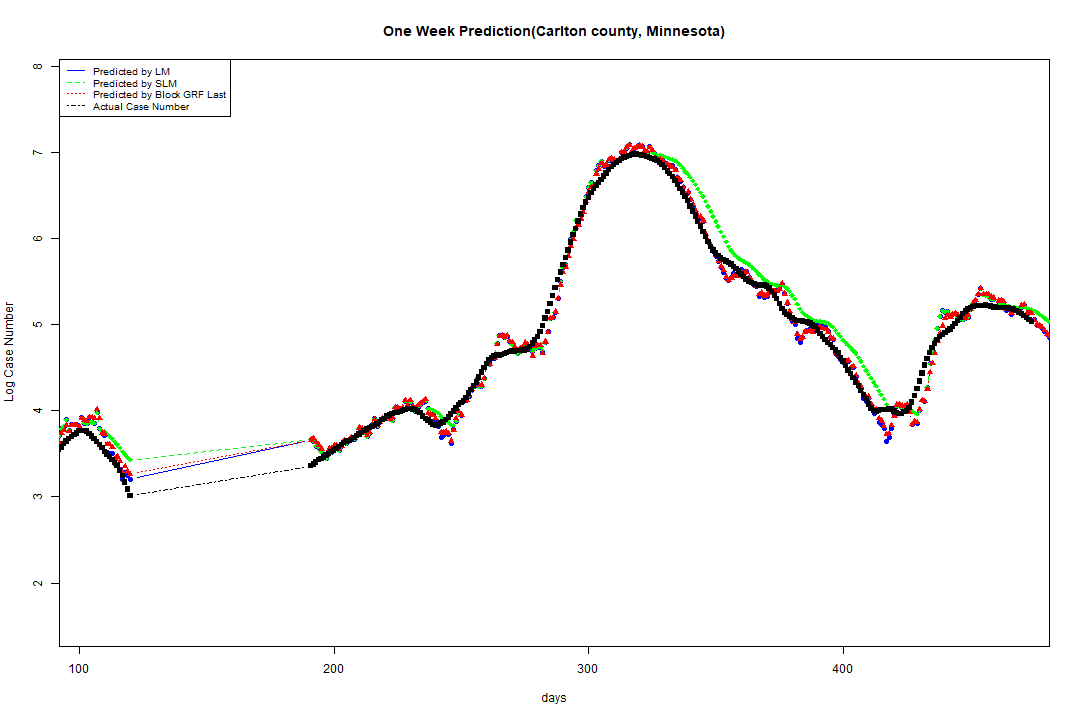 One Week Prediction(Carlton county, Minnesota)
Predicted by LM
Predicted by SLM
Predicted by Block GRF Last
Actual Case Number
8
7
6
5
4
3
2
Log Case Number
100 200 300 400
days